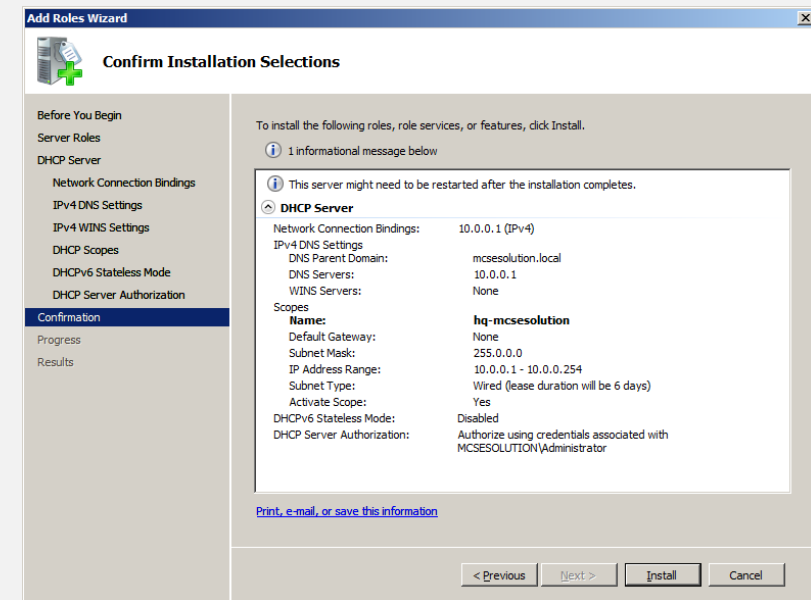 Add Roles Wizard
Confirm Installation Selections
Before You Begin
Server Roles
DHCP Server
Network Connection Bindings
IPv4 DNS Settings
IPv4 WINS Settings
DHCP Scopes
DHCPv6 Stateless Mode
DHCP Server Authorization
Confirmation
Progress
Results
To install the following roles, role services, or features, click Install.
1 informational message below
This server might need to be restarted after the installation completes.
DHCP Server
Network Connection Bindings: 10.0.0.1 (IPv4)
IPv4 DNS Settings
DNS Parent Domain: mcsesolution.local
DNS Servers: 10.0.0.1
WINS Servers: None
Scopes
Name: hq-mcsesolution
Default Gateway: None
Subnet Mask: 255.0.0.0
IP Address Range: 10.0.0.1 - 10.0.0.254
Subnet Type: Wired (lease duration will be 6 days)
Activate Scope: Yes
DHCPv6 Stateless Mode: Disabled
DHCP Server Authorization: Authorize using credentials associated with
MCSESOLUTION\Administrator
Print, e-mail, or save this information
< Previous
Next >
Install
Cancel